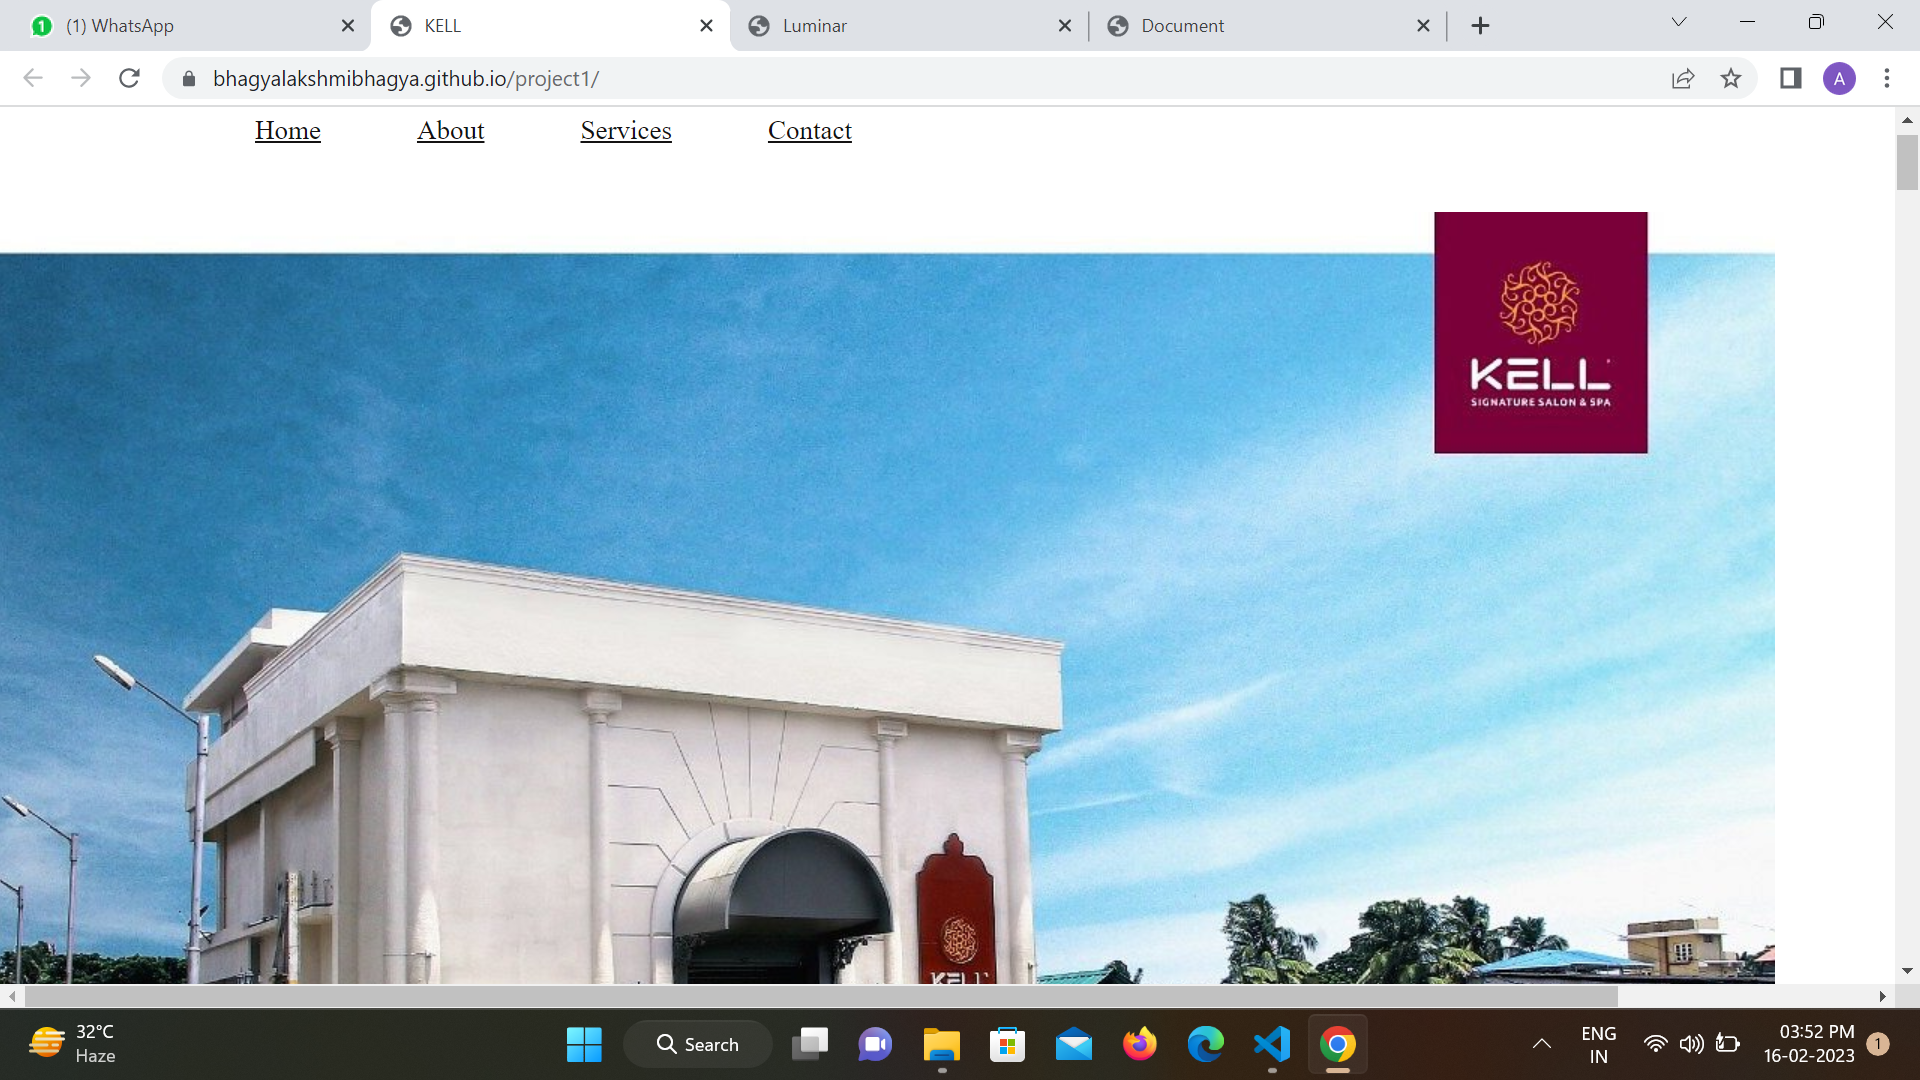 (1) WhatsApp
KELL
Luminar
Document
bhagyalakshmibhagya.github.io/project1/
A
Home About Services Contact
KELL
SIGNATURE SALON & SPA
KELL
32°C
Haze
Search
ENG
IN
03:52 PM
16-02-2023
1